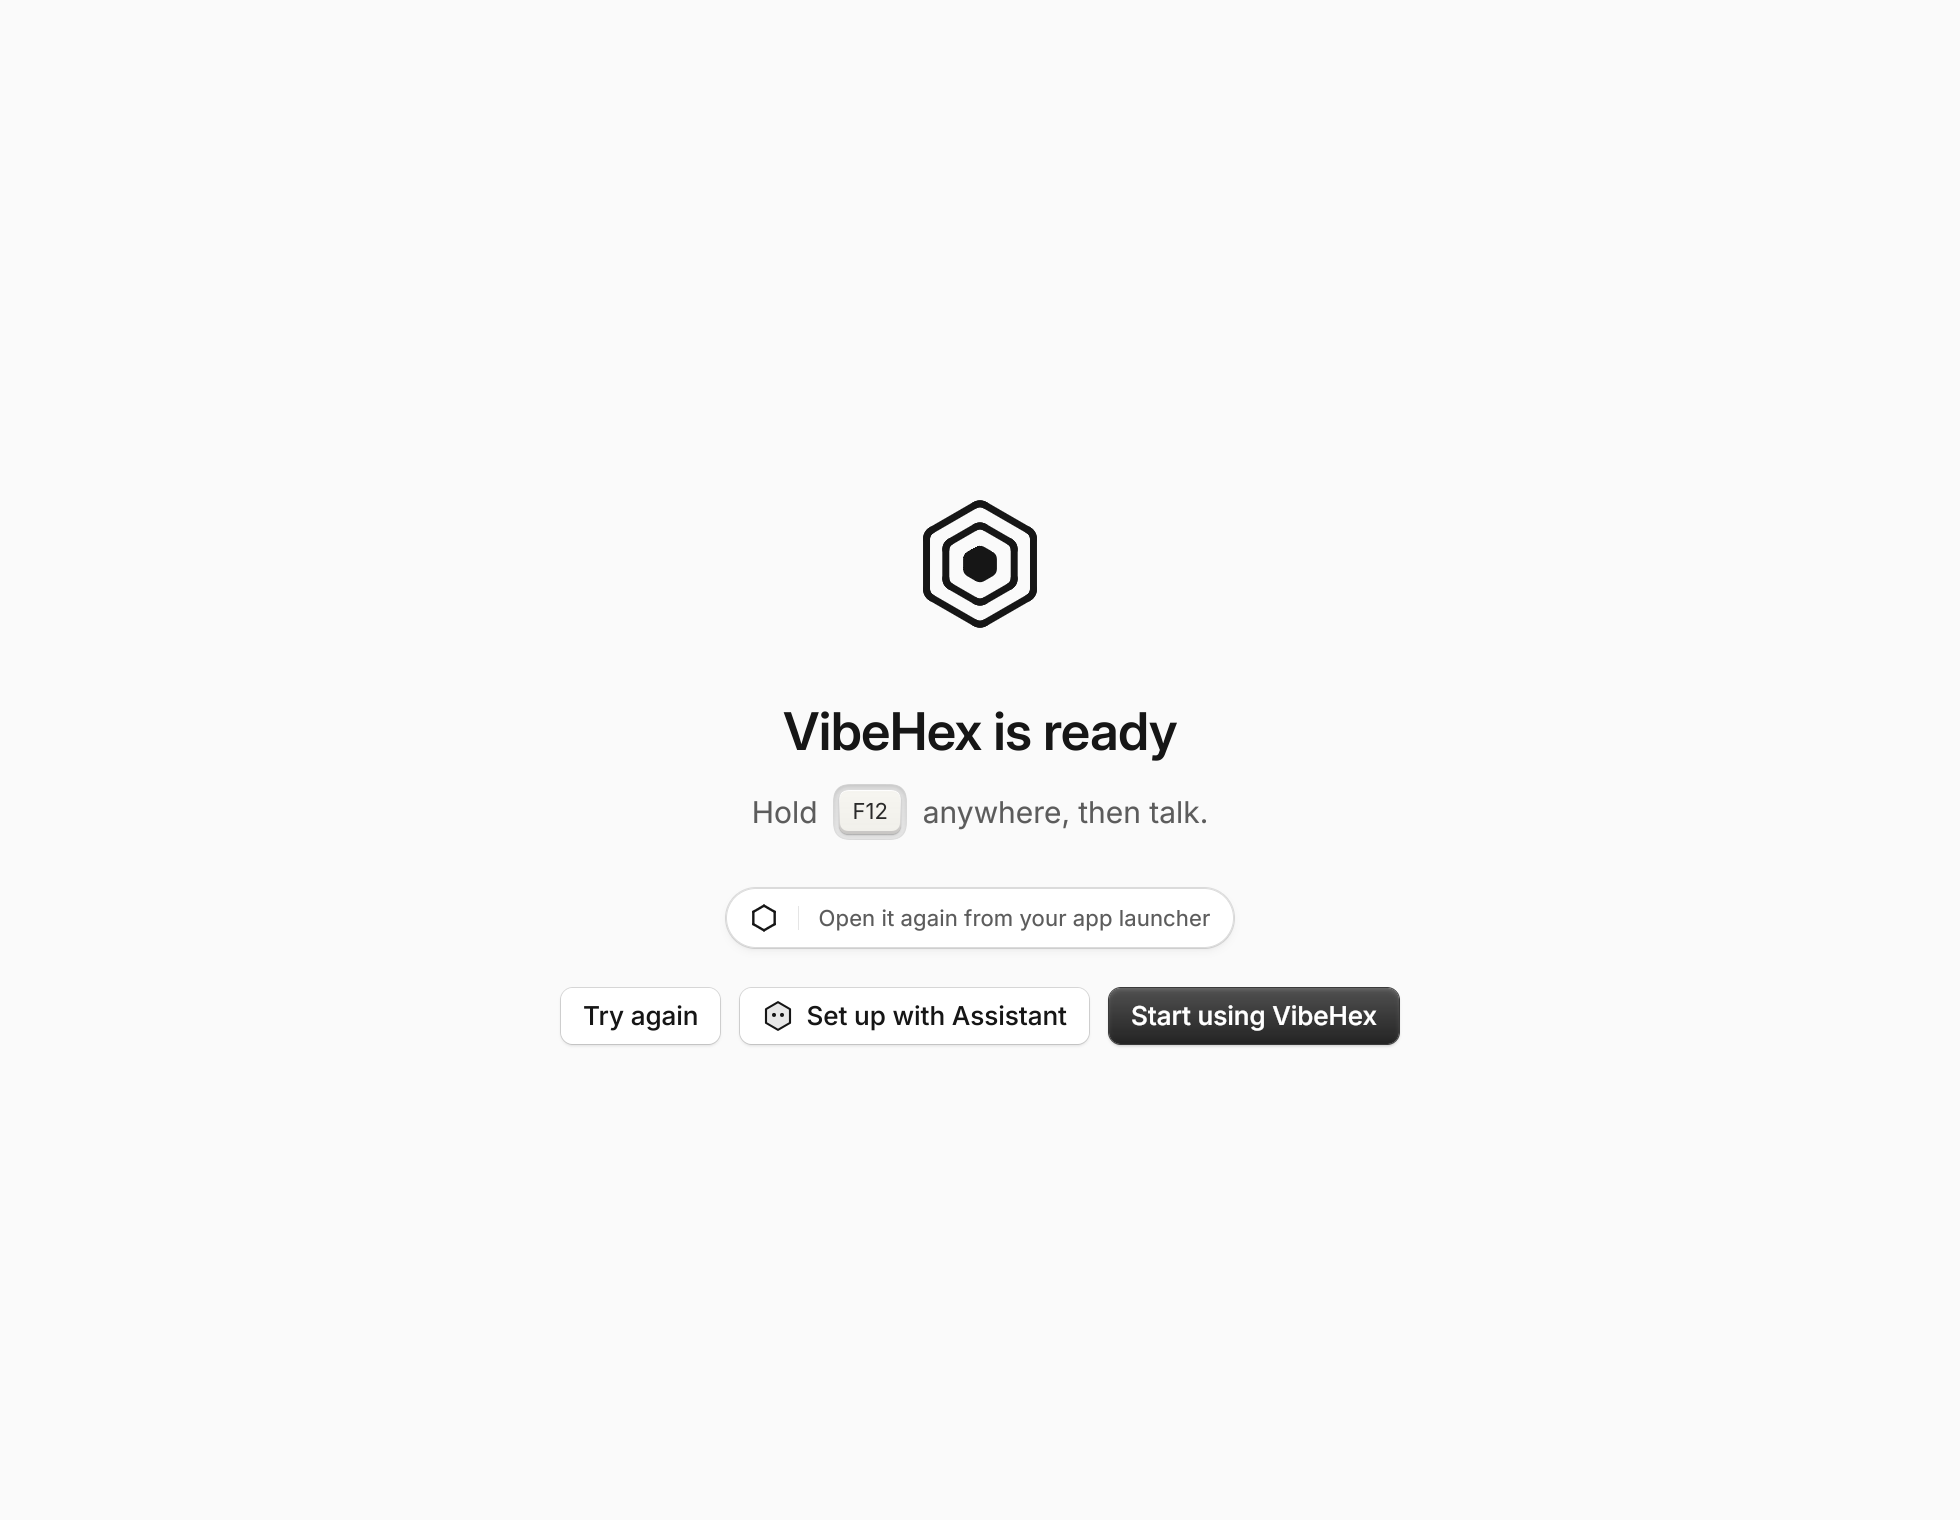 VibeHex is ready
Hold F12 anywhere, then talk.
Open it again from your app launcher
Try again
Set up with Assistant
Start using VibeHex